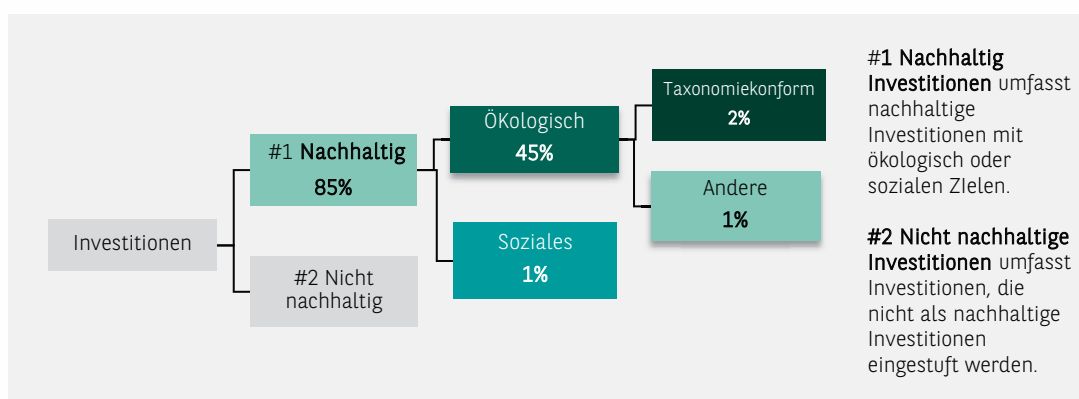 Investitionen
#1 Nachhaltig
85%
#2 Nicht
nachhaltig
ÖKologisch
45%
Soziales
1%
Taxonomiekonform
2%
Andere
1%
#1 Nachhaltig
Investitionen umfasst
nachhaltige
Investitionen mit
ökologisch oder
sozialen ZIelen.
#2 Nicht nachhaltige
Investitionen umfasst
Investitionen, die
nicht als nachhaltige
Investitionen
eingestuft werden.